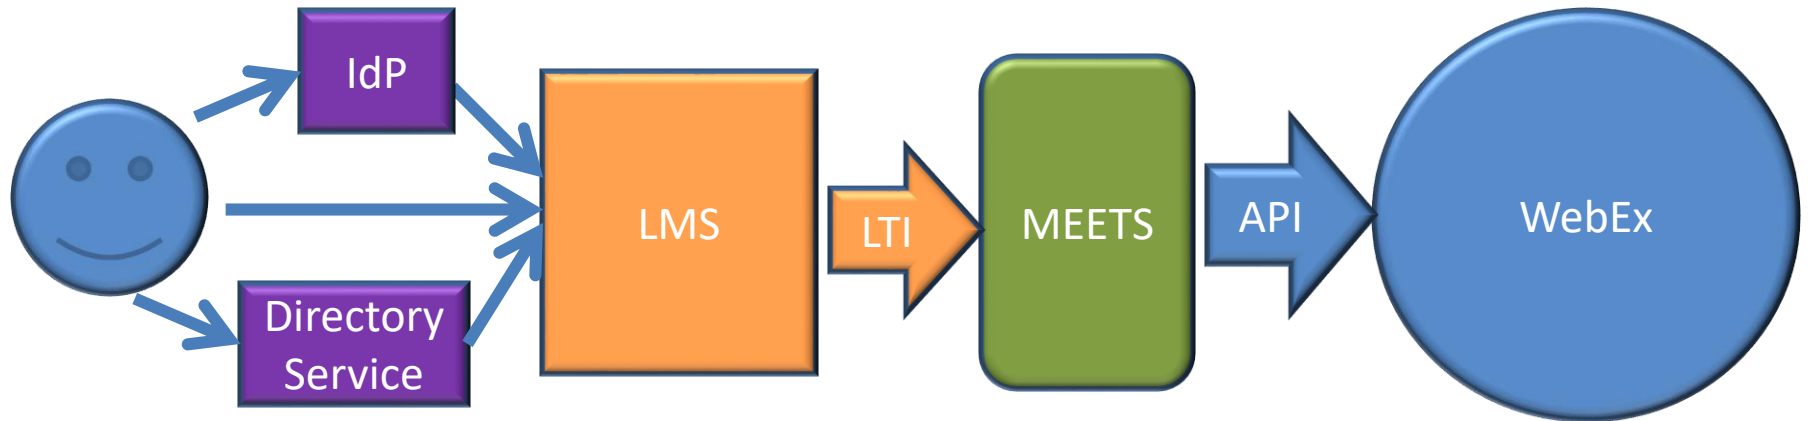 IdP
LMS
LTI
MEETS
API
WebEx
Directory
Service